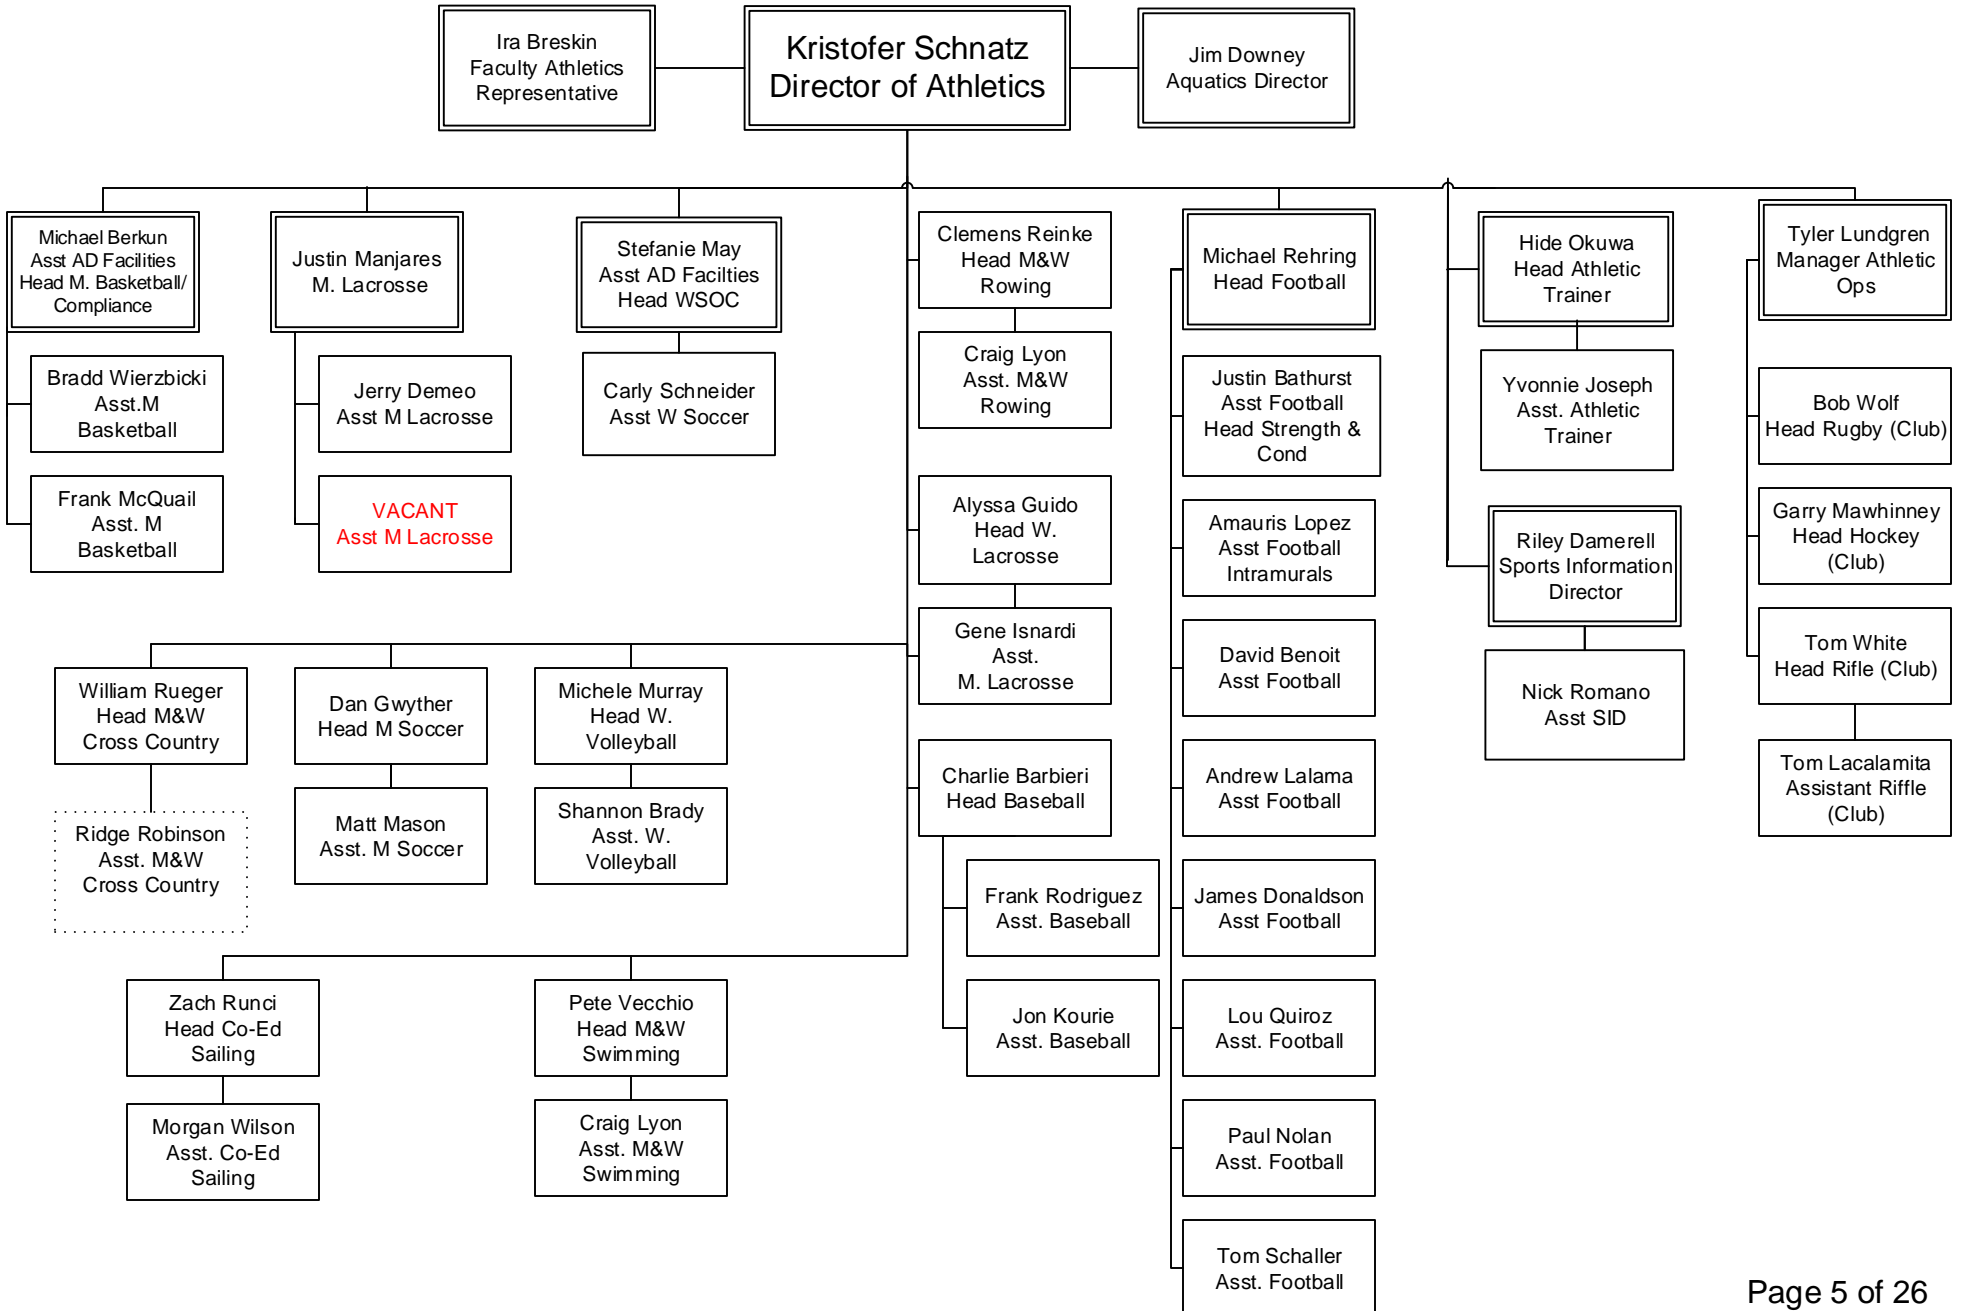 Ira Breskin
Faculty Athletics
Representative
Kristofer Schnatz
Director of Athletics
Jim Downey
Aquatics Director
Michael Berkun
Asst AD Facilities
Head M. Basketball/
Compliance
Justin Manjares
M. Lacrosse
Stefanie May
Asst AD Facilties
Head WSOC
Clemens Reinke
Head M&W
Rowing
Michael Rehring
Head Football
Hide Okuwa
Head Athletic
Trainer
Tyler Lundgren
Manager Athletic
Ops
Bradd Wierzbicki
Asst.M
Basketball
Jerry Demeo
Asst M Lacrosse
Carly Schneider
Asst W Soccer
Craig Lyon
Asst. M&W
Rowing
Justin Bathurst
Asst Football
Head Strength &
Cond
Yvonnie Joseph
Asst. Athletic
Trainer
Bob Wolf
Head Rugby (Club)
Frank McQuail
Asst. M
Basketball
VACANT
Asst M Lacrosse
Alyssa Guido
Head W.
Lacrosse
Amauris Lopez
Asst Football
Intramurals
Riley Damerell
Sports Information
Director
Garry Mawhinney
Head Hockey
(Club)
Gene Isnardi
Asst.
M. Lacrosse
David Benoit
Asst Football
Nick Romano
Asst SID
Tom White
Head Rifle (Club)
William Rueger
Head M&W
Cross Country
Dan Gwyther
Head M Soccer
Michele Murray
Head W.
Volleyball
Charlie Barbieri
Head Baseball
Andrew Lalama
Asst Football
Tom Lacalamita
Assistant Riffle
(Club)
Ridge Robinson
Asst. M&W
Cross Country
Matt Mason
Asst. M Soccer
Shannon Brady
Asst. W.
Volleyball
Frank Rodriguez
Asst. Baseball
James Donaldson
Asst Football
Zach Runci
Head Co-Ed
Sailing
Pete Vecchio
Head M&W
Swimming
Jon Kourie
Asst. Baseball
Lou Quiroz
Asst. Football
Morgan Wilson
Asst. Co-Ed
Sailing
Craig Lyon
Asst. M&W
Swimming
Paul Nolan
Asst. Football
Tom Schaller
Asst. Football
Page 5 of 26